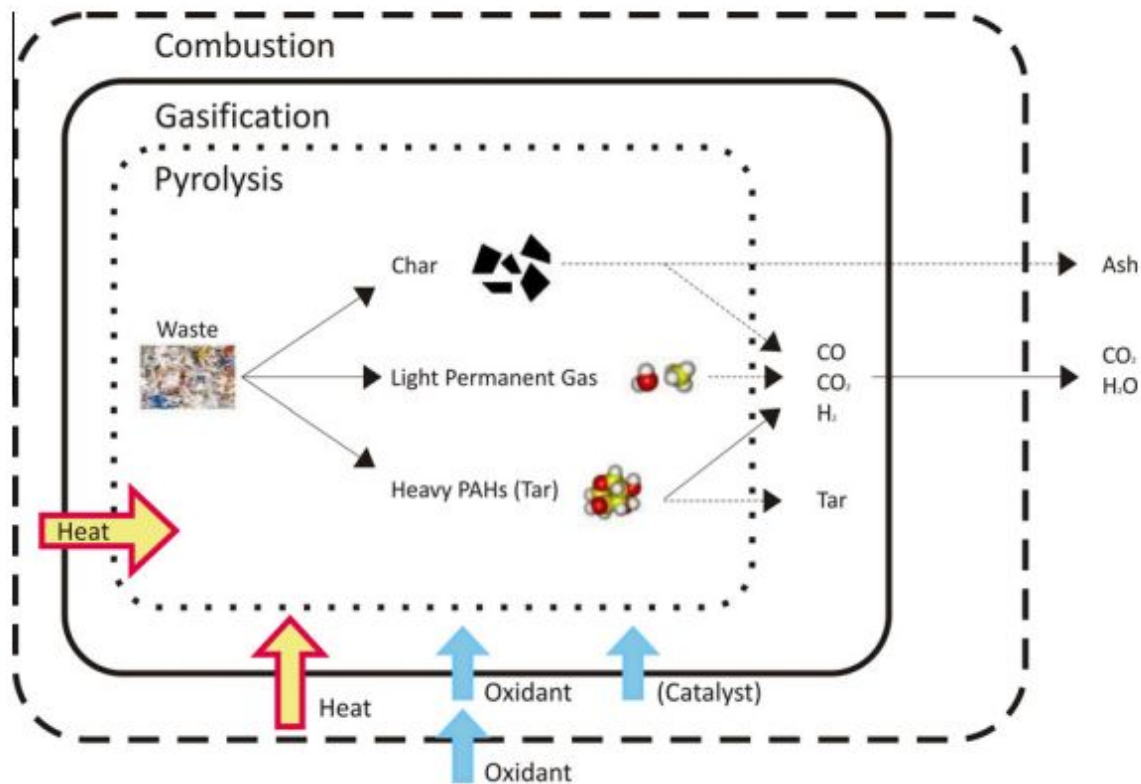 Combustion
Gasification
Pyrolysis
Char
Ash
Waste
CO
CO₂
Light Permanent Gas
CO₂
H₂
H₂O
Heavy PAHs (Tar)
Tar
Heat
Oxidant
(Catalyst)
Heat
Oxidant